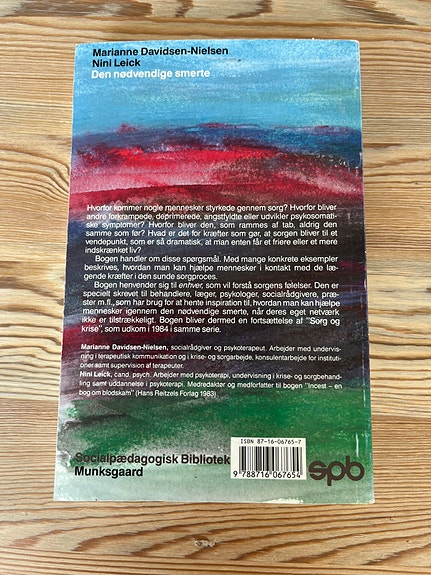 Marianne Davidsen-Nielsen
Nini Leick
Den nødvendige smerte
Hvorfor kommer nogle mennesker styrkede gennem sorg? Hvorfor bliver
andre forkrampede, deprimerede, angstfyldte eller udvikler psykosomati-
ske symptomer? Hvorfor bliver den, som rammes af tab, aldrig den
samme som før? Hvad er det for kræfter som gør, at sorgen bliver til et
vendepunkt, som er så dramatisk, at man enten får et friere eller et mere
indskrænket liv?
Bogen handler om disse spørgsmål. Med mange konkrete eksempler
beskrives, hvordan man kan hjælpe mennesker i kontakt med de læ-
gende kræfter i den sunde sorgproces.
Bogen henvender sig til enhver, som vil forstå sorgens følelser. Den er
specielt skrevet til behandlere, læger, psykologer, socialrådgivere, præ-
ster m.fl., som har brug for at hente inspiration til, hvordan man kan hjælpe
mennesker igennem den nødvendige smerte, når deres eget netværk
ikke er tilstrækkeligt. Bogen bliver dermed en fortsættelse af "Sorg og
krise", som udkom i 1984 i samme serie.
Marianne Davidsen-Nielsen, socialrådgiver og psykoterapeut. Arbejder med undervis-
ning i terapeutisk kommunikation og i krise- og sorgarbejde, konsulentarbejde for instituti-
oner samt supervision af terapeuter.
Nini Leick, cand. psych. Arbejder med psykoterapi, undervisning i krise- og sorgbehand-
ling samt uddannelse i psykoterapi. Medredaktør og medforfatter til bogen "Incest – en
bog om blodskam" (Hans Reitzels Forlag 1983)
ISBN 87-16-06765-7
9 788716 067654
Socialpædagogisk Bibliotek
Munksgaard
spb